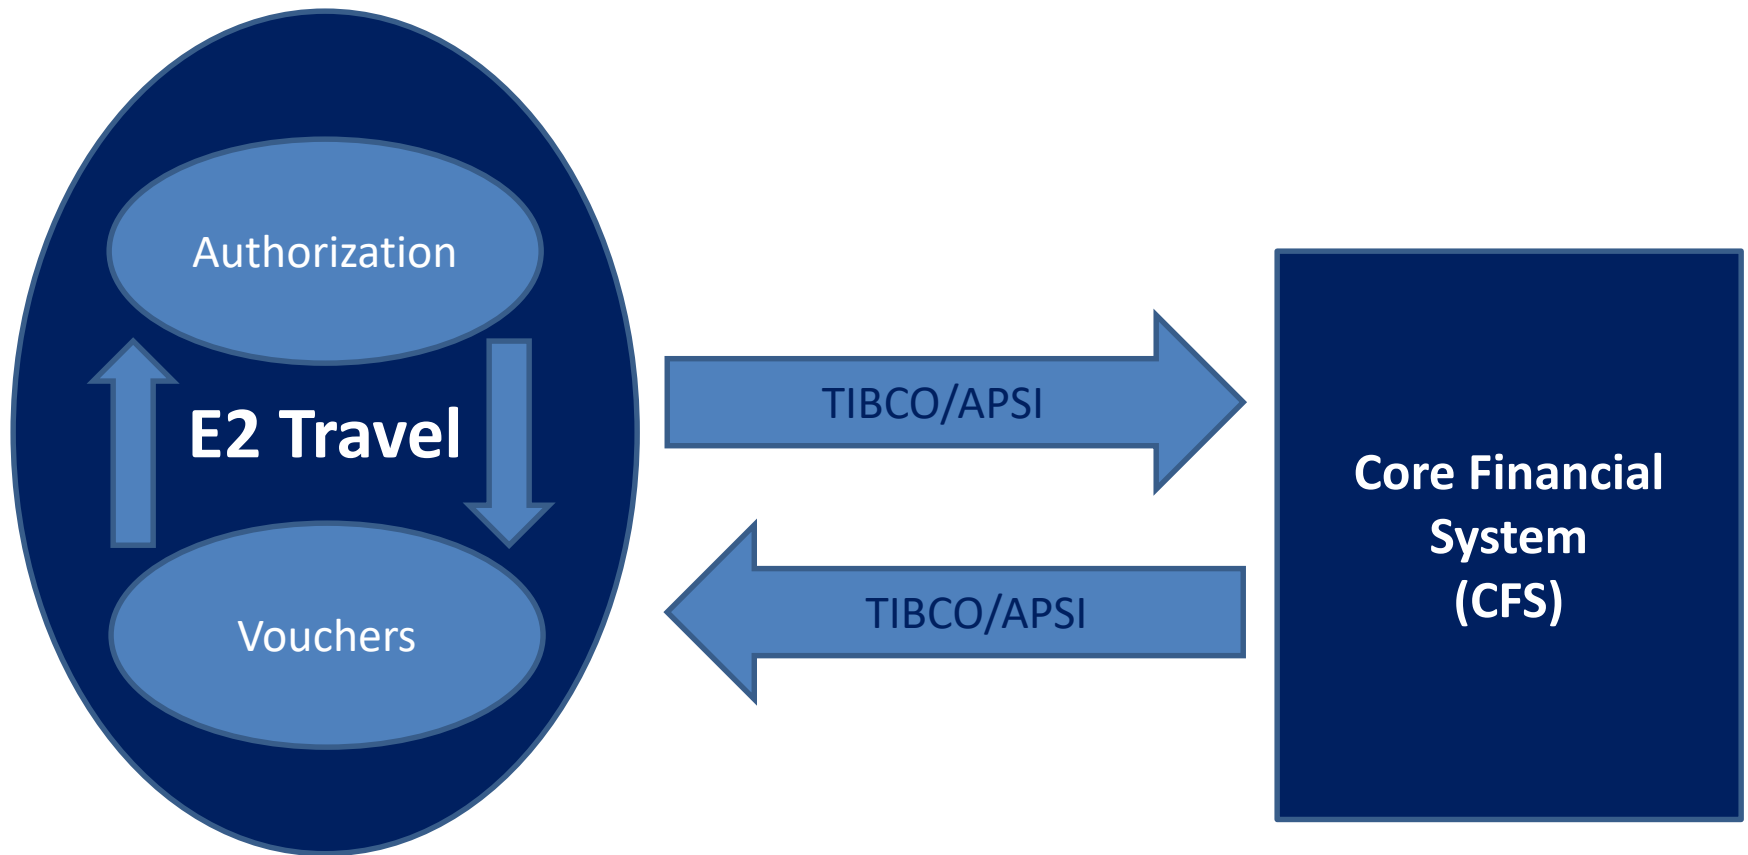 Authorization
E2 Travel
Vouchers
TIBCO/APSI
TIBCO/APSI
Core Financial
System
(CFS)